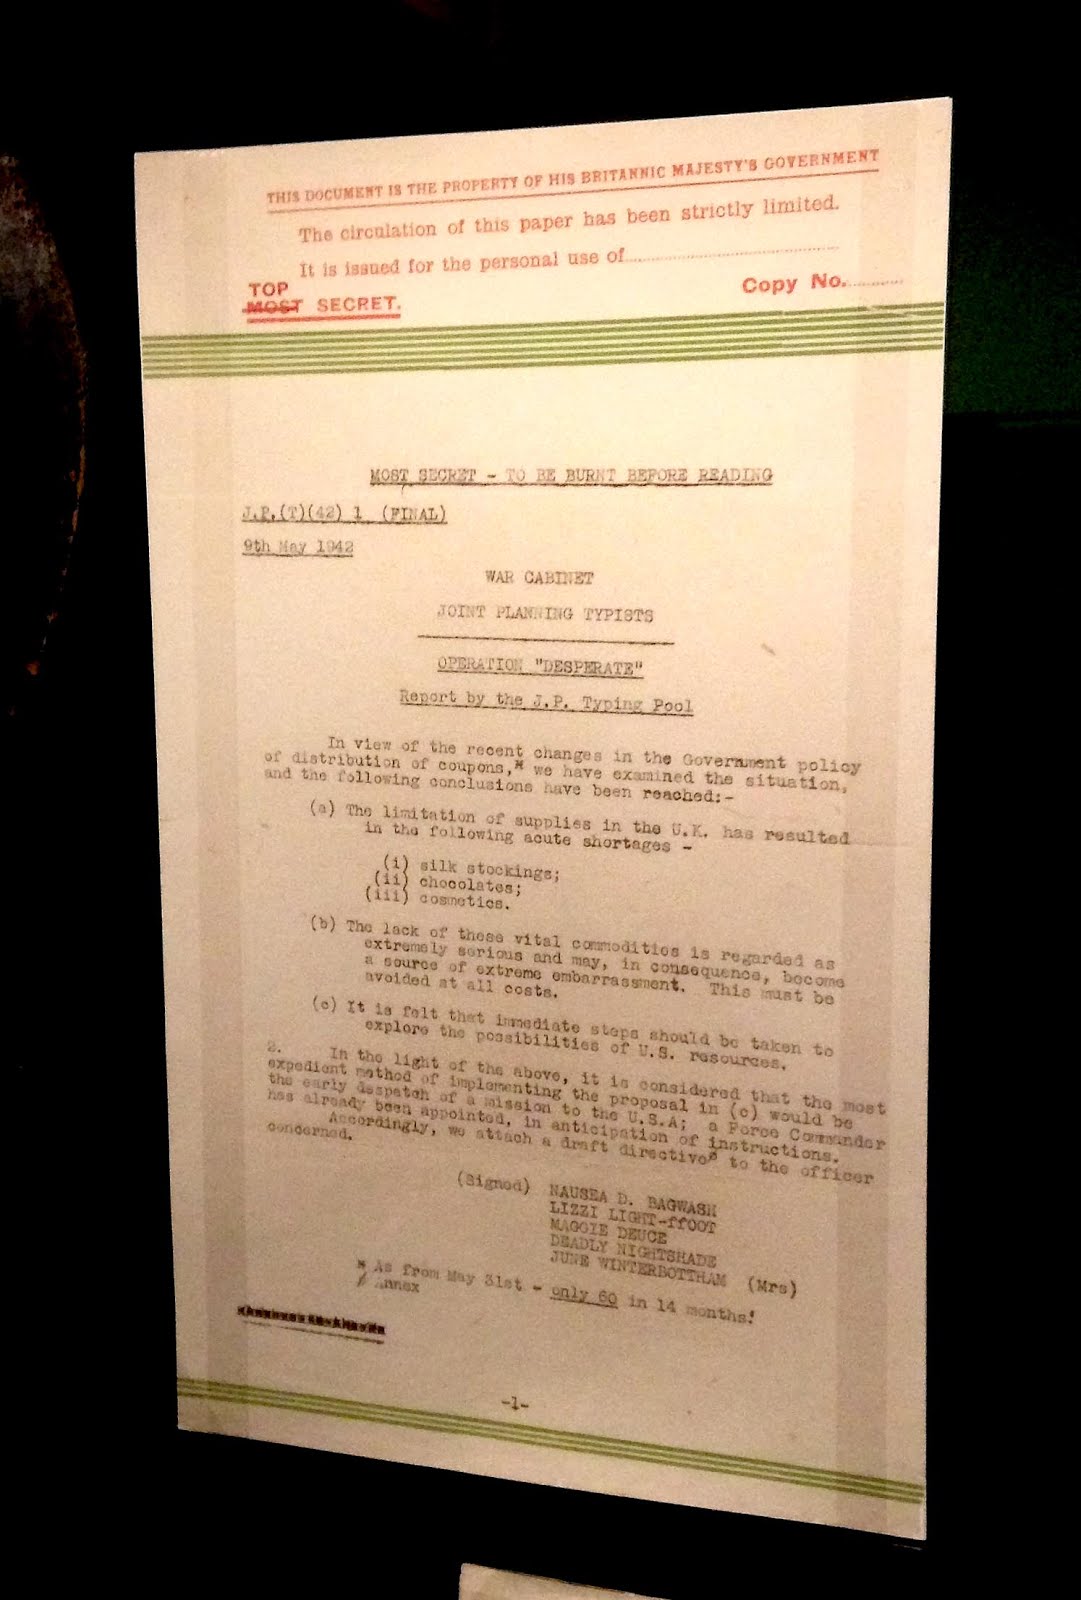 THIS DOCUMENT IS THE PROPERTY OF HIS BRITANNIC MAJESTY'S GOVERNMENT
The circulation of this paper has been strictly limited.
It is issued for the personal use of
TOP
MOST SECRET.
Copy No.
MOST SECRET - TO BE BURNT BEFORE READING
J.P.(T)(42) 1 (FINAL)
9th May 1942
WAR CABINET
JOINT PLANNING TYPISTS
OPERATION "DESPERATE"
Report by the J.P. Typing Pool
In view of the recent changes in the Government policy
of distribution of coupons,* we have examined the situation,
and the following conclusions have been reached:-
(a) The limitation of supplies in the U.K. has resulted
in the following acute shortages -
(i) silk stockings;
(ii) chocolates;
(iii) cosmetics.
(b) The lack of these vital commodities is regarded as
extremely serious and may, in consequence, become
a source of extreme embarrassment. This must be
avoided at all costs.
(c) It is felt that immediate steps should be taken to
explore the possibilities of U.S. resources.
2. In the light of the above, it is considered that the most
expedient method of implementing the proposal in (c) would be
the early despatch of a mission to the U.S.A; a Force Commander
has already been appointed, in anticipation of instructions.
Accordingly, we attach a draft directive to the officer
concerned.
(Signed) NAUSEA D. BAGWASH
LIZZI LIGHT-ffOOT
MAGGIE DEUCE
DEADLY NIGHTSHADE
JUNE WINTERBOTTHAM (Mrs)
* As from May 31st - only 60 in 14 months!
Annex
-1-